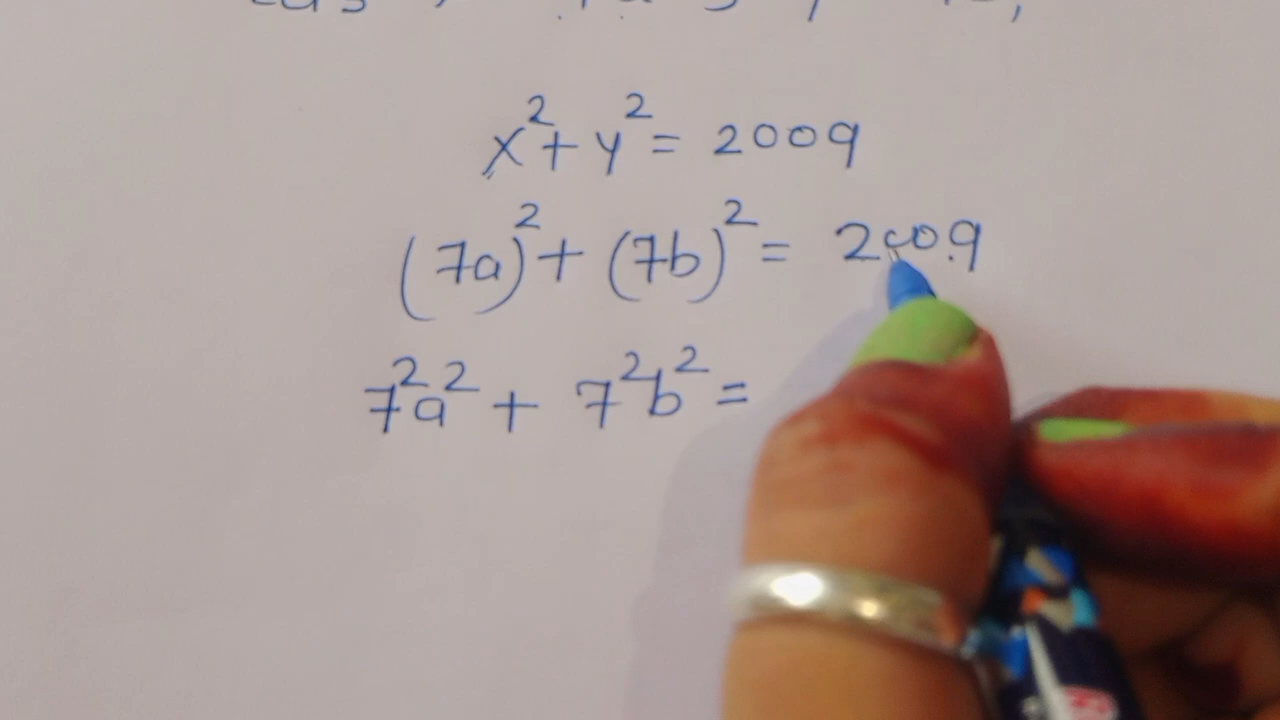 x² + y² = 2009
(7a)² + (7b)² = 2009
7²a² + 7²b² =